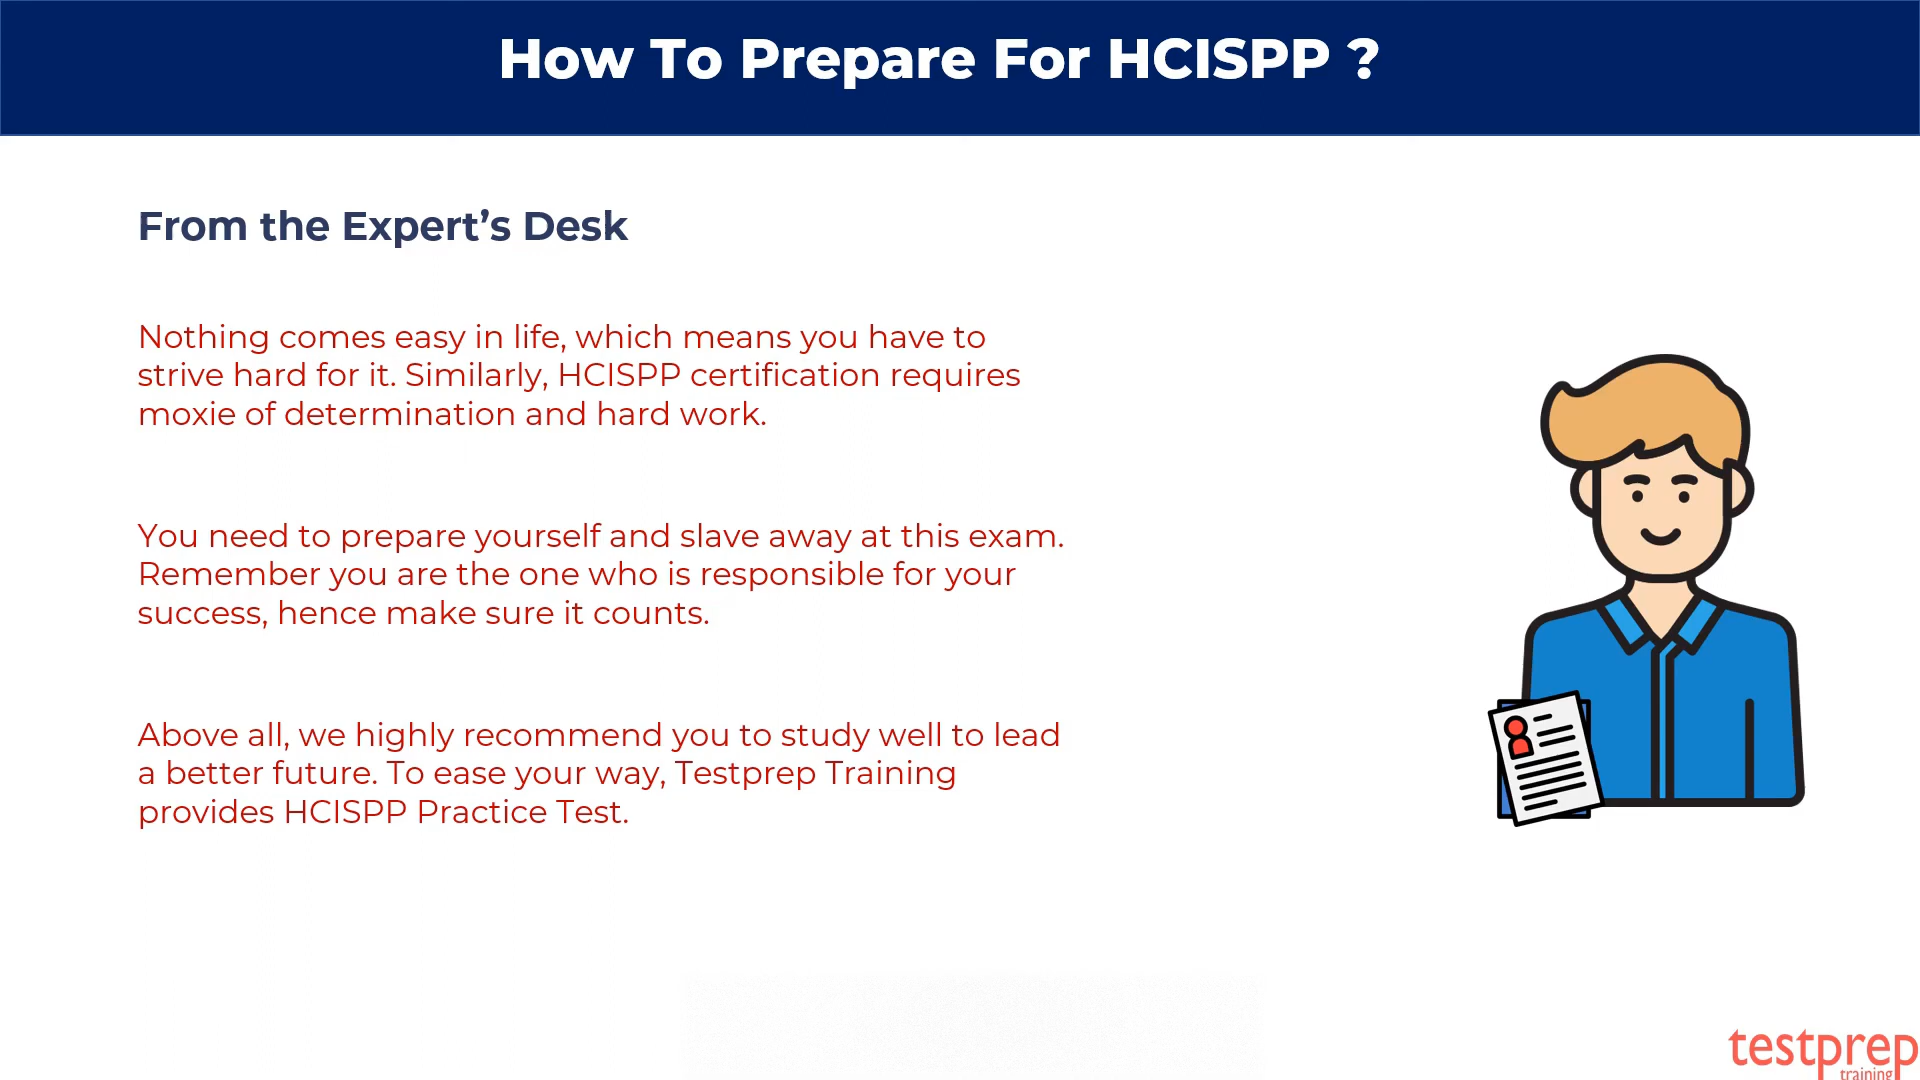 How To Prepare For HCISPP ?
From the Expert’s Desk
Nothing comes easy in life, which means you have to
strive hard for it. Similarly, HCISPP certification requires
moxie of determination and hard work.
You need to prepare yourself and slave away at this exam.
Remember you are the one who is responsible for your
success, hence make sure it counts.
Above all, we highly recommend you to study well to lead
a better future. To ease your way, Testprep Training
provides HCISPP Practice Test.
testprep
training